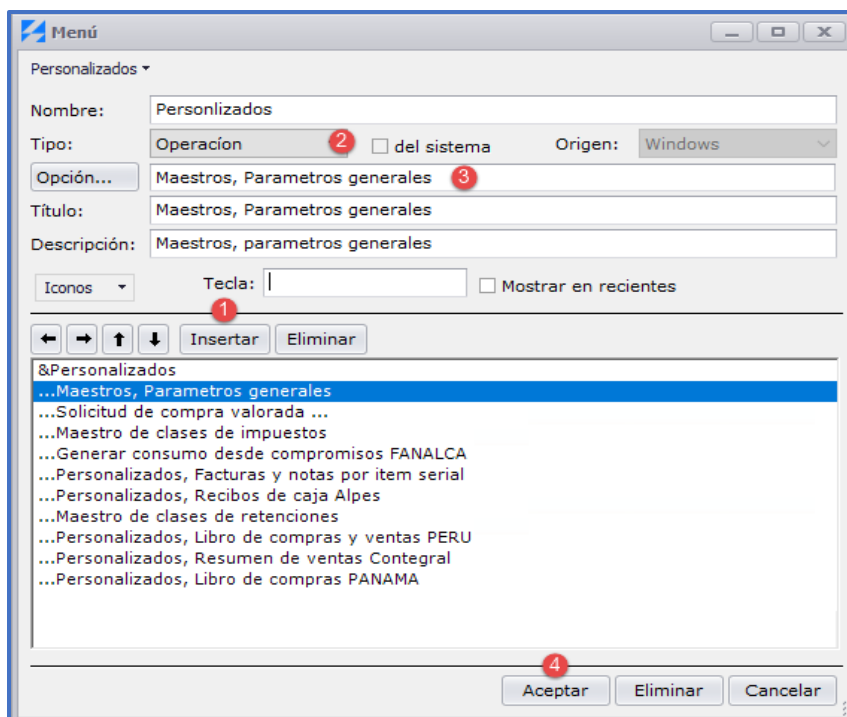 Menú
Personalizados
Nombre: Personlizados
Tipo: Operacíon 2 del sistema Origen: Windows
Opción... Maestros, Parametros generales 3
Título: Maestros, Parametros generales
Descripción: Maestros, parametros generales
Iconos Tecla: Mostrar en recientes
1
Insertar Eliminar
&Personalizados
...Maestros, Parametros generales
...Solicitud de compra valorada ...
...Maestro de clases de impuestos
...Generar consumo desde compromisos FANALCA
...Personalizados, Facturas y notas por item serial
...Personalizados, Recibos de caja Alpes
...Maestro de clases de retenciones
...Personalizados, Libro de compras y ventas PERU
...Personalizados, Resumen de ventas Contegral
...Personalizados, Libro de compras PANAMA
4
Aceptar Eliminar Cancelar